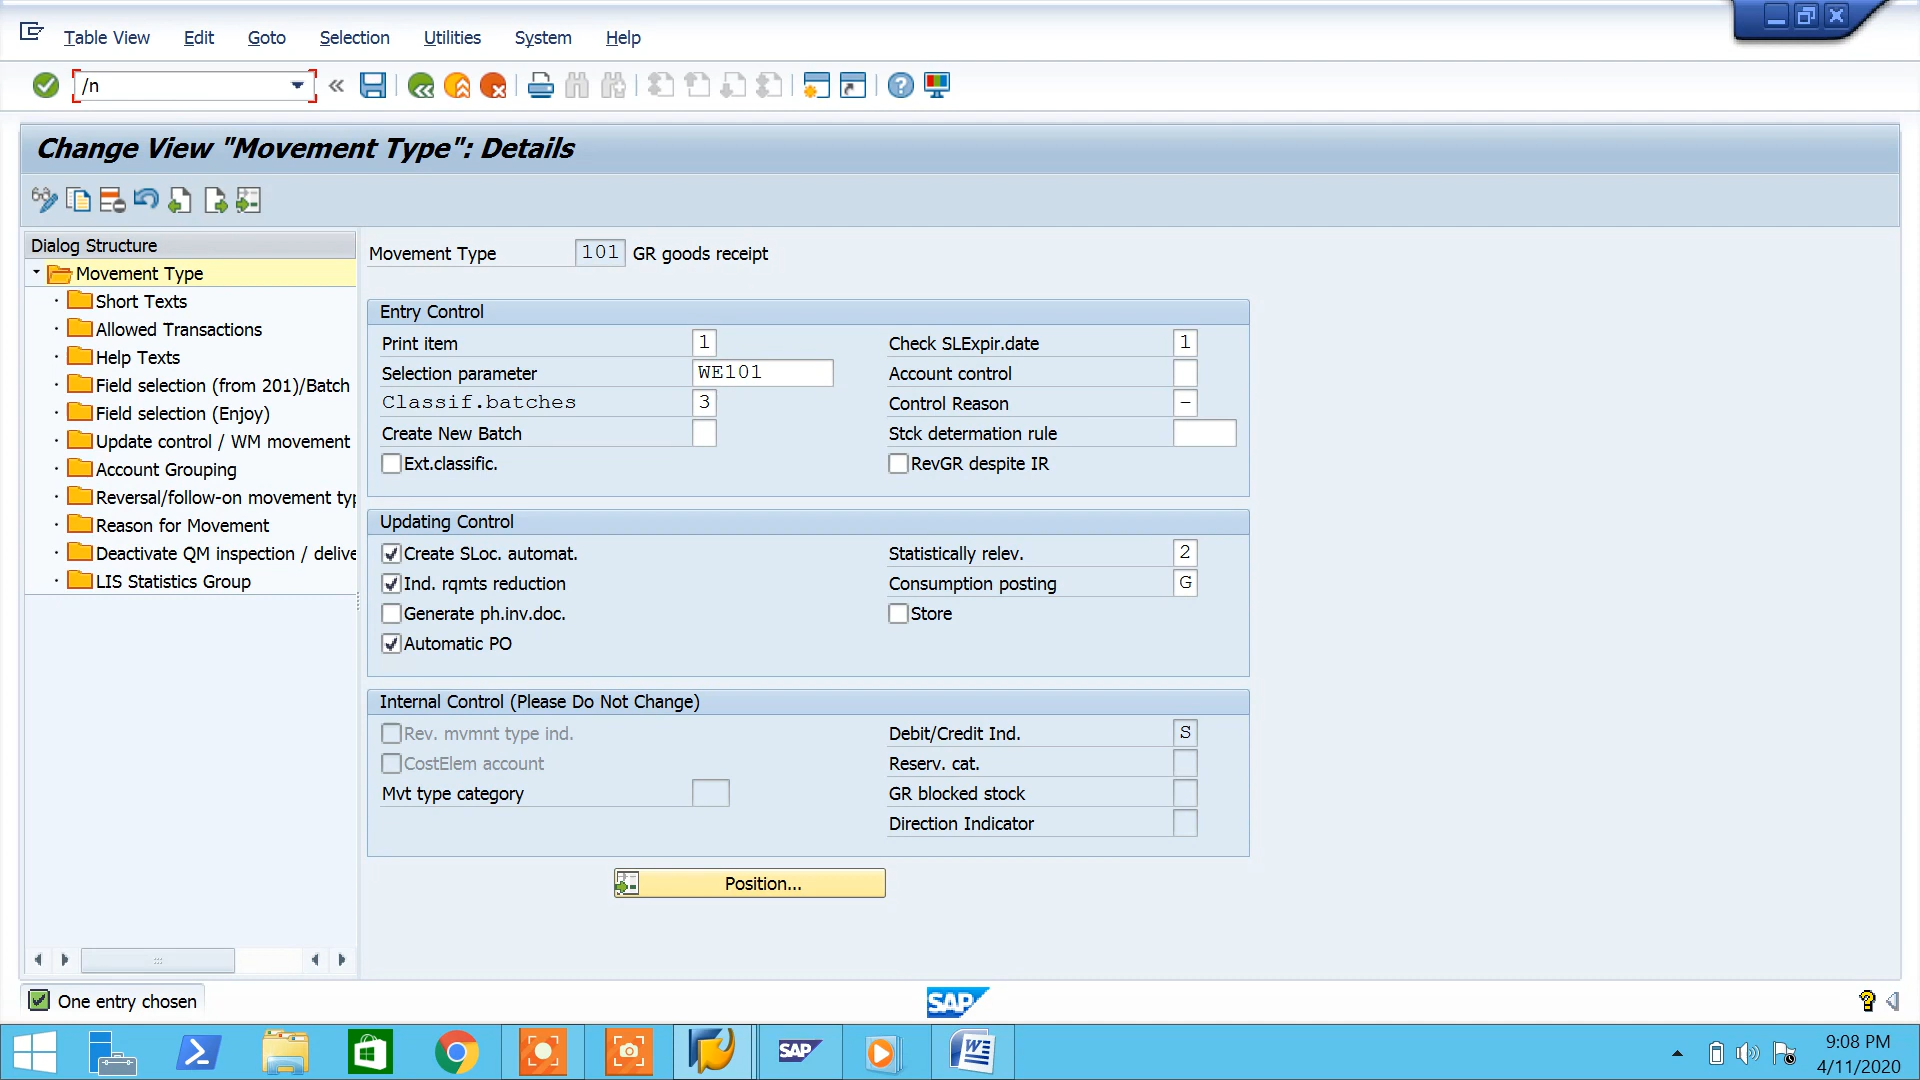 Table View Edit Goto Selection Utilities System Help
/n
Change View "Movement Type": Details
Dialog Structure
Movement Type
Short Texts
Allowed Transactions
Help Texts
Field selection (from 201)/Batch
Field selection (Enjoy)
Update control / WM movement
Account Grouping
Reversal/follow-on movement typ
Reason for Movement
Deactivate QM inspection / delive
LIS Statistics Group
Movement Type 101 GR goods receipt
Entry Control
Print item 1 Check SLExpir.date 1
Selection parameter WE101 Account control
Classif.batches 3 Control Reason -
Create New Batch Stck determation rule
Ext.classific. RevGR despite IR
Updating Control
Create SLoc. automat. Statistically relev. 2
Ind. rqmts reduction Consumption posting G
Generate ph.inv.doc. Store
Automatic PO
Internal Control (Please Do Not Change)
Rev. mvmnt type ind. Debit/Credit Ind. S
CostElem account Reserv. cat.
Mvt type category GR blocked stock
Direction Indicator
Position...
One entry chosen
SAP
SAP
9:08 PM
4/11/2020